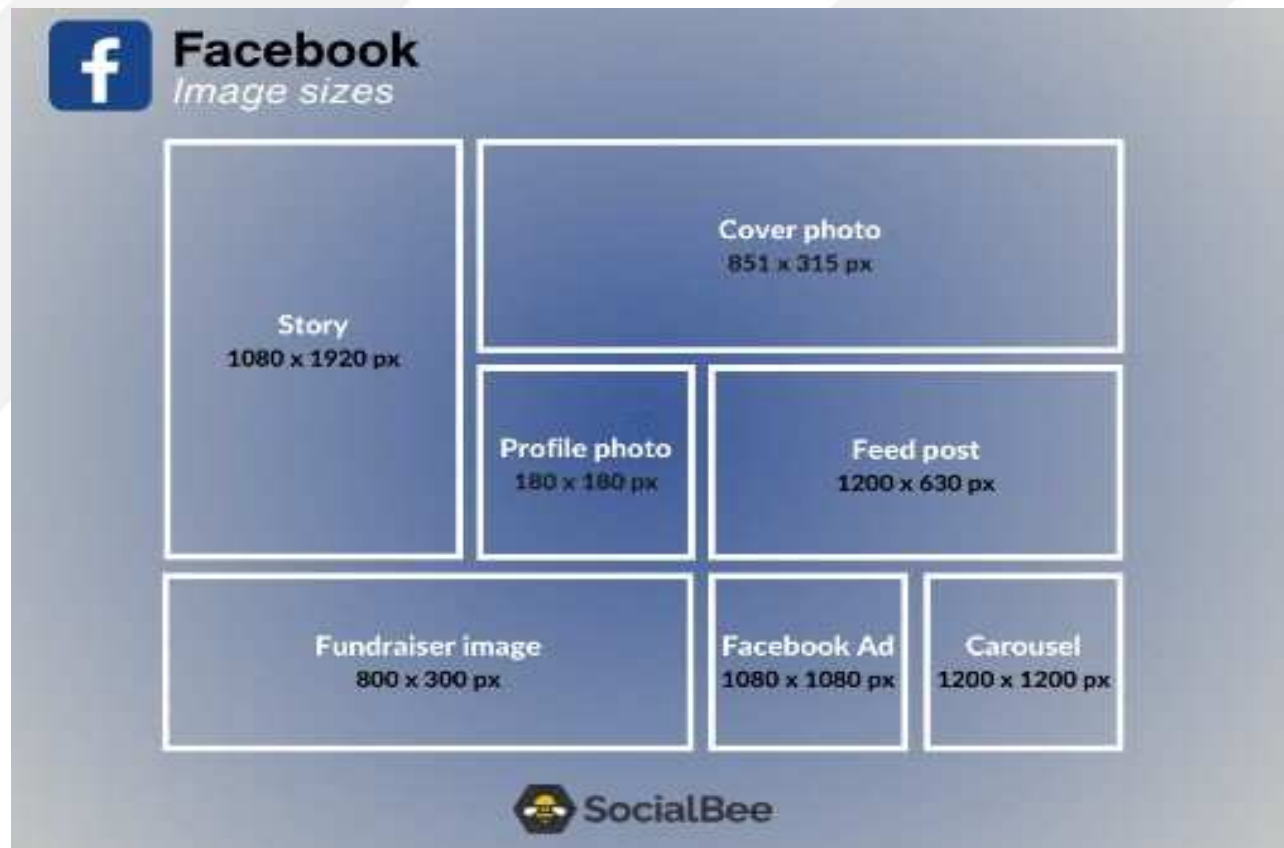 Facebook
Image sizes
Story
1080 x 1920 px
Cover photo
851 x 315 px
Profile photo
180 x 180 px
Feed post
1200 x 630 px
Fundraiser image
800 x 300 px
Facebook Ad
1080 x 1080 px
Carousel
1200 x 1200 px
SocialBee